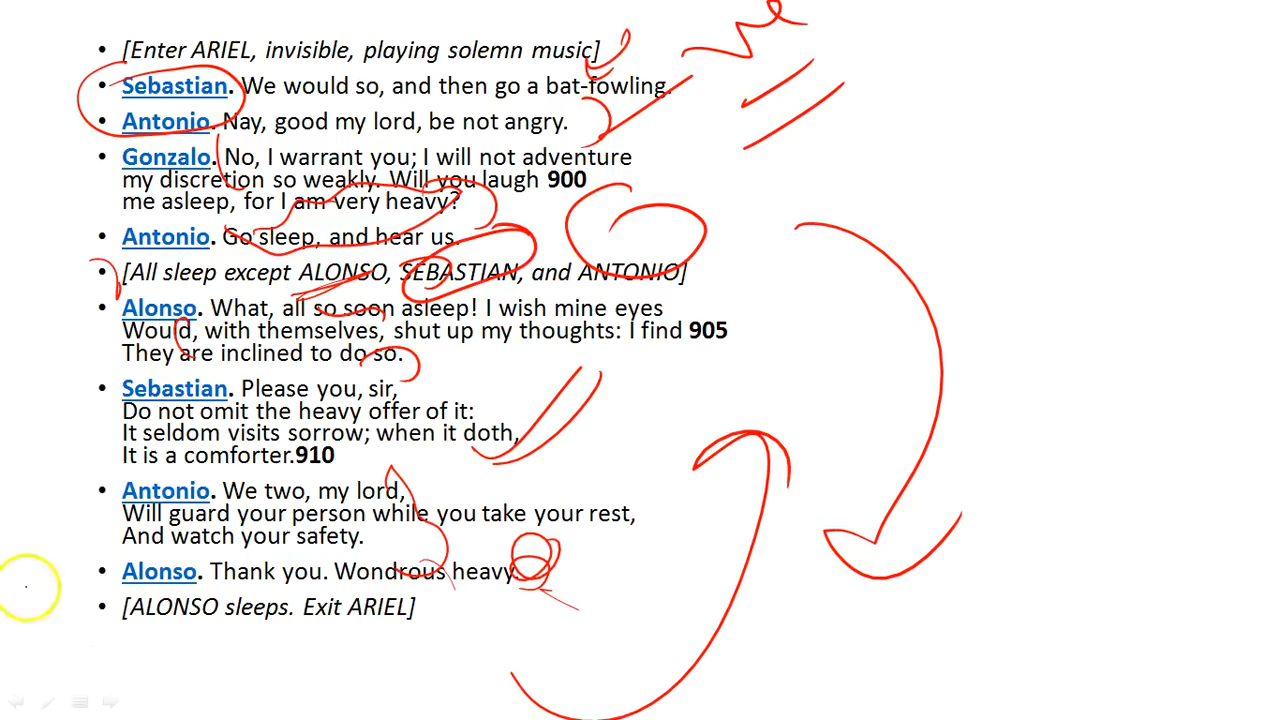 • [Enter ARIEL, invisible, playing solemn music]
• Sebastian. We would so, and then go a bat-fowling.
• Antonio. Nay, good my lord, be not angry.
• Gonzalo. No, I warrant you; I will not adventure
my discretion so weakly. Will you laugh 900
me asleep, for I am very heavy?
• Antonio. Go sleep, and hear us.
• [All sleep except ALONSO, SEBASTIAN, and ANTONIO]
• Alonso. What, all so soon asleep! I wish mine eyes
Would, with themselves, shut up my thoughts: I find 905
They are inclined to do so.
• Sebastian. Please you, sir,
Do not omit the heavy offer of it:
It seldom visits sorrow; when it doth,
It is a comforter.910
• Antonio. We two, my lord,
Will guard your person while you take your rest,
And watch your safety.
• Alonso. Thank you. Wondrous heavy.
• [ALONSO sleeps. Exit ARIEL]